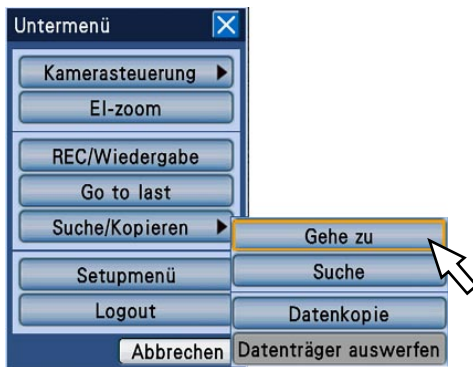 Untermenü
Kamerasteuerung
El-zoom
REC/Wiedergabe
Go to last
Suche/Kopieren
Setupmenü
Logout
Abbrechen
Gehe zu
Suche
Datenkopie
Datenträger auswerfen